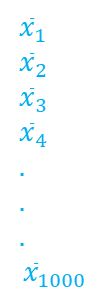 x̄₁
x̄₂
x̄₃
x̄₄
.
.
.
x̄₁₀₀₀